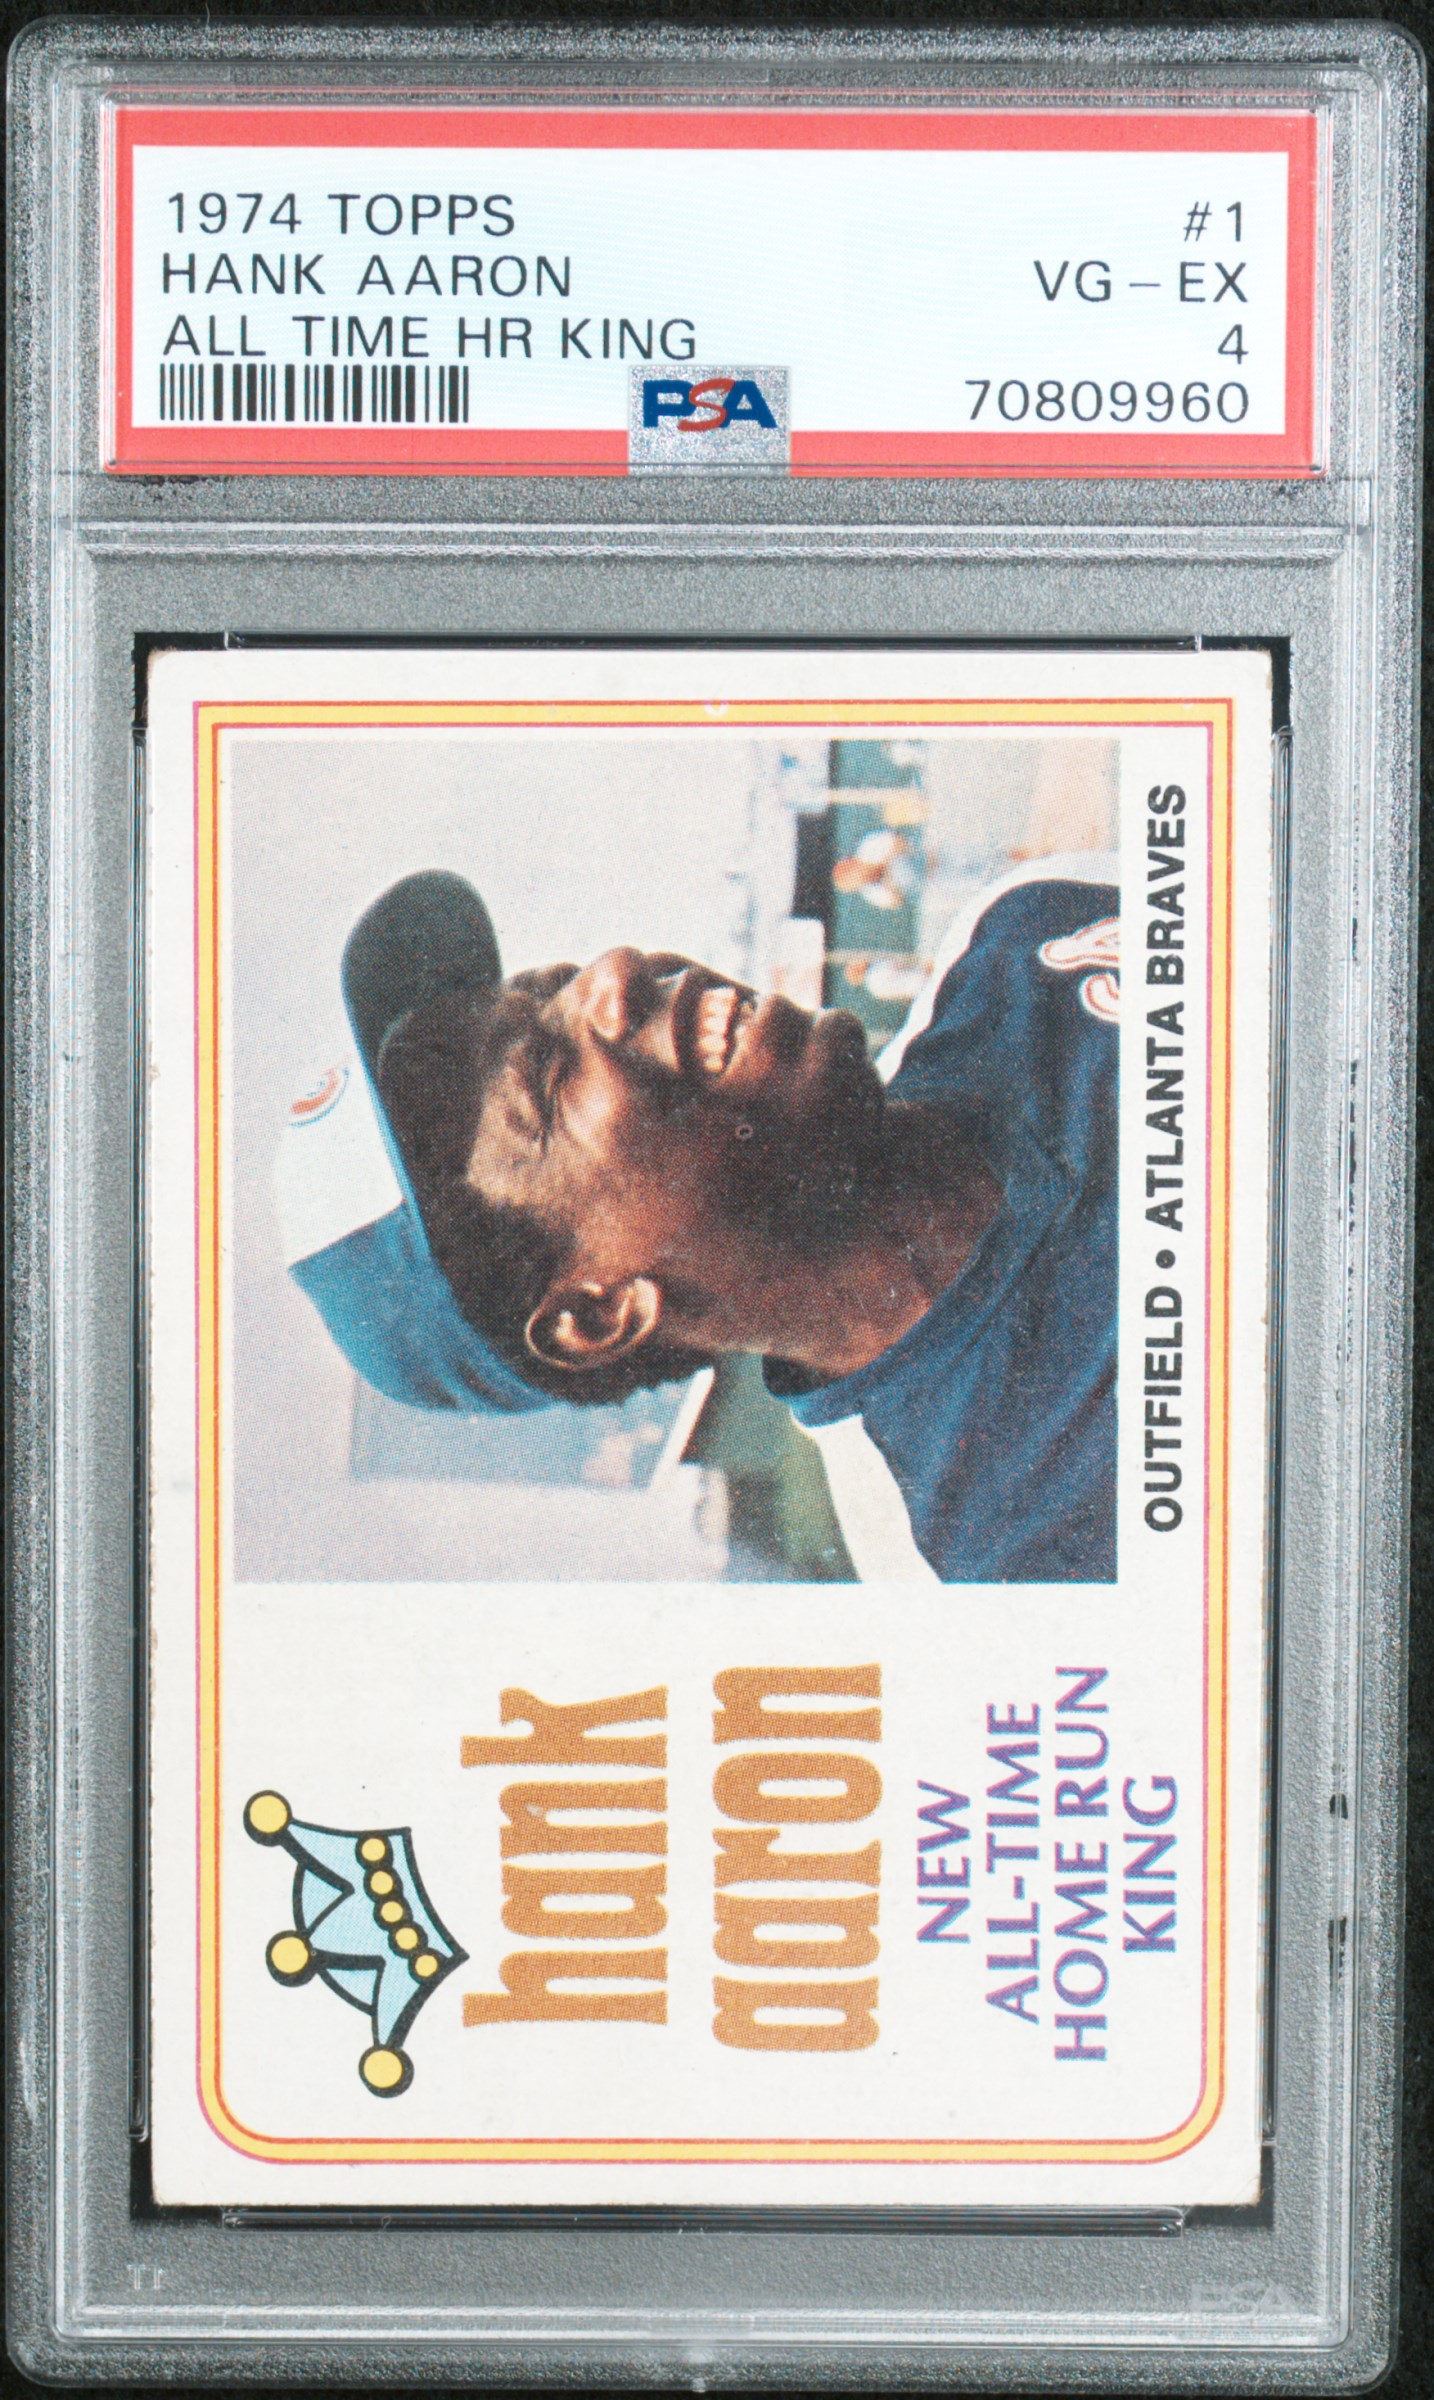 1974 TOPPS #1
HANK AARON VG - EX
ALL TIME HR KING 4
PSA 70809960
hank
aaron
NEW
ALL-TIME
HOME RUN
KING
OUTFIELD • ATLANTA BRAVES
PSA